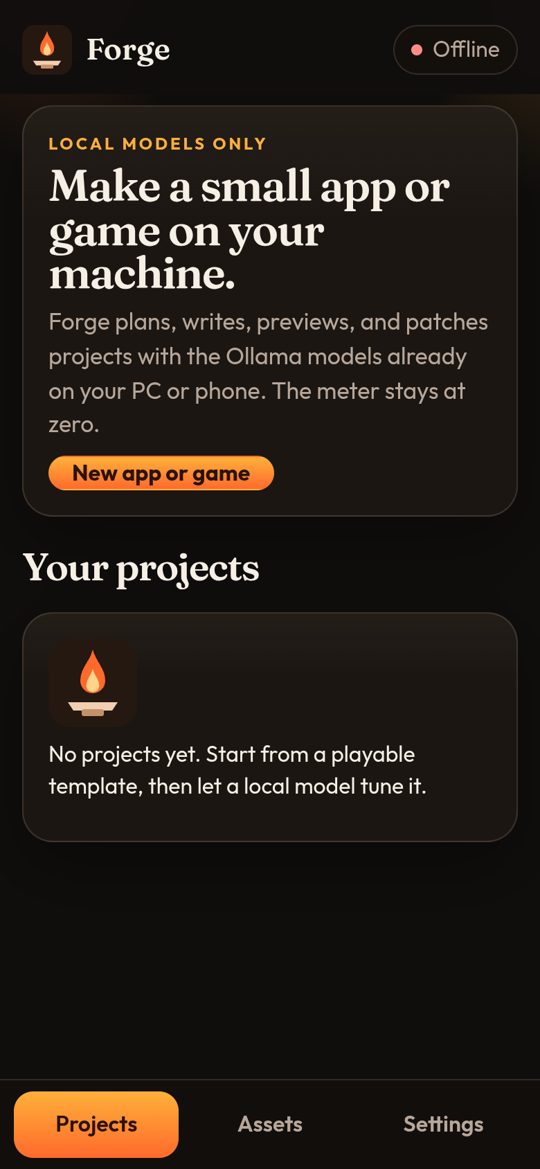 Forge
Offline
LOCAL MODELS ONLY
Make a small app or
game on your
machine.
Forge plans, writes, previews, and patches
projects with the Ollama models already
on your PC or phone. The meter stays at
zero.
New app or game
Your projects
No projects yet. Start from a playable
template, then let a local model tune it.
Projects
Assets
Settings